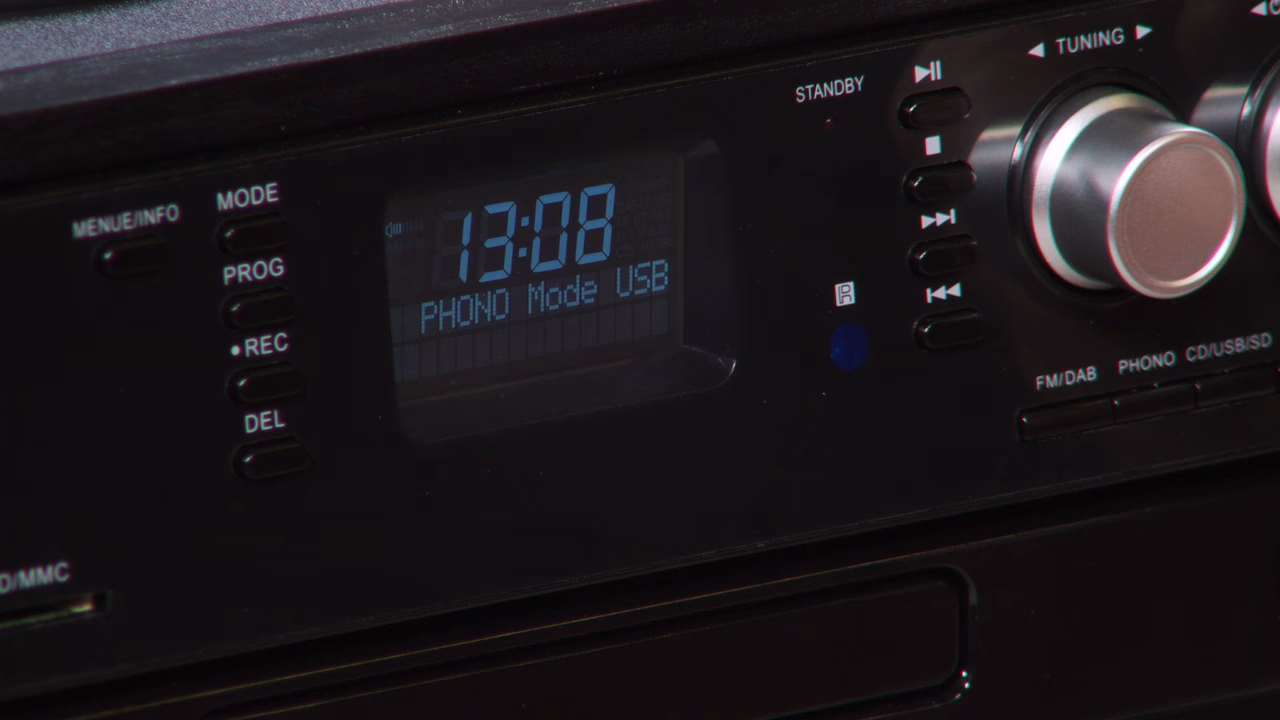 TUNING
STANDBY
MENUE/INFO
MODE
PROG
REC
DEL
13:08
PHONO Mode USB
FM/DAB
PHONO
CD/USB/SD
D/MMC